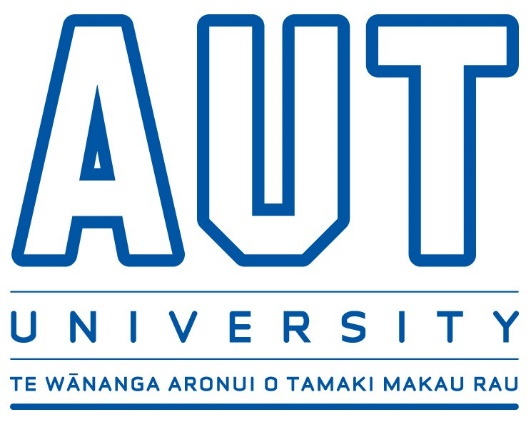 AUT
UNIVERSITY
TE WĀNANGA ARONUI O TAMAKI MAKAU RAU